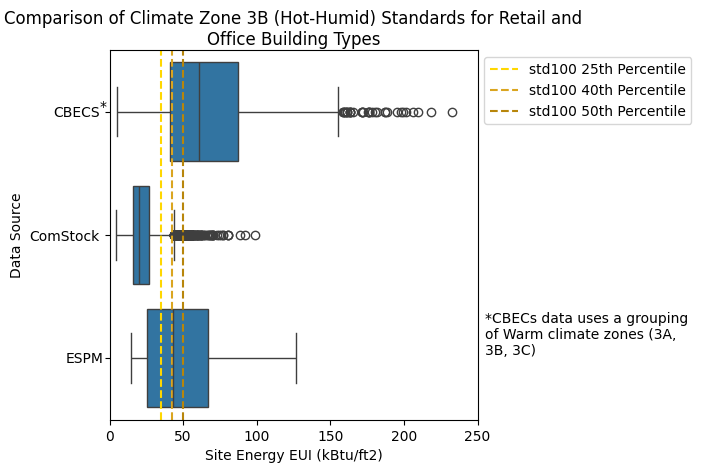 Comparison of Climate Zone 3B (Hot-Humid) Standards for Retail and
Office Building Types
std100 25th Percentile
std100 40th Percentile
std100 50th Percentile
CBECS*
ComStock
ESPM
Data Source
*CBECs data uses a grouping
of Warm climate zones (3A,
3B, 3C)
0 50 100 150 200 250
Site Energy EUI (kBtu/ft2)